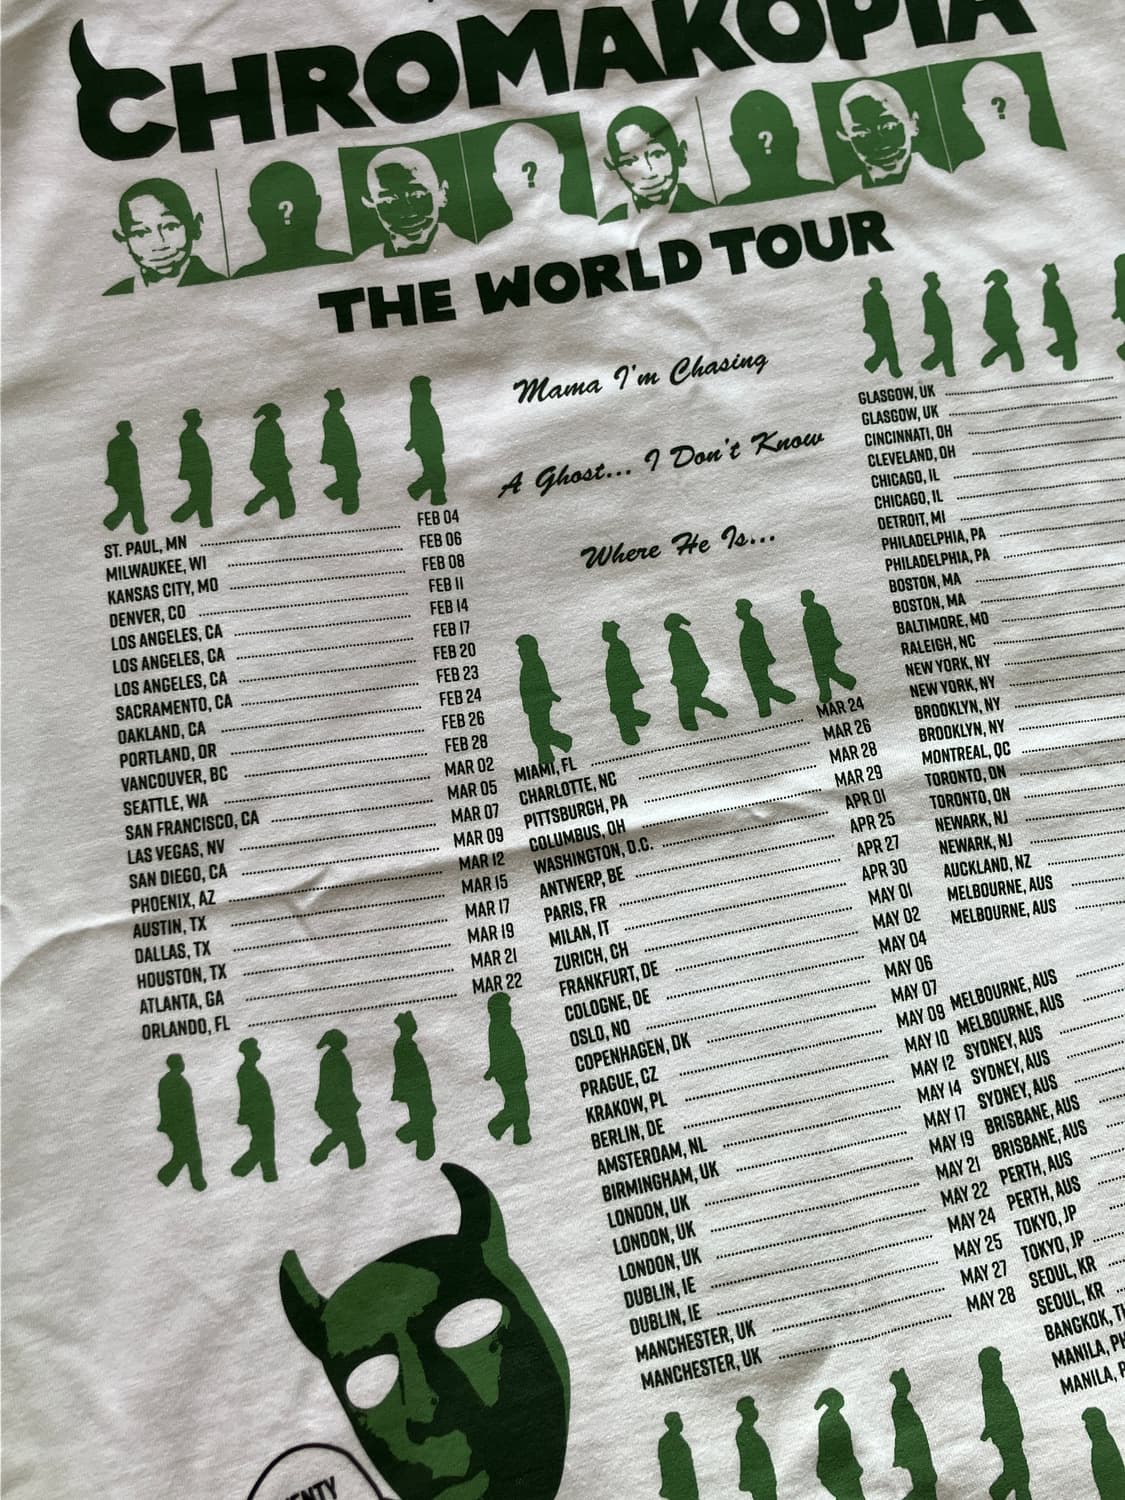 CHROMAKOPIA
? ? ? ?
THE WORLD TOUR
Mama I'm Chasing
A Ghost... I Don't Know
Where He Is...
ST. PAUL, MN FEB 04
MILWAUKEE, WI FEB 06
KANSAS CITY, MO FEB 08
DENVER, CO FEB 11
LOS ANGELES, CA FEB 14
LOS ANGELES, CA FEB 17
LOS ANGELES, CA FEB 20
SACRAMENTO, CA FEB 23
OAKLAND, CA FEB 24
PORTLAND, OR FEB 26
VANCOUVER, BC FEB 28
SEATTLE, WA MAR 02
SAN FRANCISCO, CA MAR 05
LAS VEGAS, NV MAR 07
SAN DIEGO, CA MAR 09
PHOENIX, AZ MAR 12
AUSTIN, TX MAR 15
DALLAS, TX MAR 17
HOUSTON, TX MAR 19
ATLANTA, GA MAR 21
ORLANDO, FL MAR 22
MIAMI, FL MAR 24
CHARLOTTE, NC MAR 26
PITTSBURGH, PA MAR 28
COLUMBUS, OH MAR 29
WASHINGTON, D.C. APR 01
ANTWERP, BE APR 25
PARIS, FR APR 27
MILAN, IT APR 30
ZURICH, CH MAY 01
FRANKFURT, DE MAY 02
COLOGNE, DE MAY 04
OSLO, NO MAY 06
COPENHAGEN, DK MAY 07
PRAGUE, CZ MAY 09
KRAKOW, PL MAY 10
BERLIN, DE MAY 12
AMSTERDAM, NL MAY 14
BIRMINGHAM, UK MAY 17
LONDON, UK MAY 19
LONDON, UK MAY 21
LONDON, UK MAY 22
DUBLIN, IE MAY 24
DUBLIN, IE MAY 25
MANCHESTER, UK MAY 27
MANCHESTER, UK MAY 28
GLASGOW, UK
GLASGOW, UK
CINCINNATI, OH
CLEVELAND, OH
CHICAGO, IL
CHICAGO, IL
DETROIT, MI
PHILADELPHIA, PA
PHILADELPHIA, PA
BOSTON, MA
BOSTON, MA
BALTIMORE, MD
RALEIGH, NC
NEW YORK, NY
NEW YORK, NY
BROOKLYN, NY
BROOKLYN, NY
MONTREAL, QC
TORONTO, ON
TORONTO, ON
NEWARK, NJ
NEWARK, NJ
AUCKLAND, NZ
MELBOURNE, AUS
MELBOURNE, AUS
MELBOURNE, AUS
MELBOURNE, AUS
SYDNEY, AUS
SYDNEY, AUS
SYDNEY, AUS
BRISBANE, AUS
BRISBANE, AUS
PERTH, AUS
PERTH, AUS
TOKYO, JP
TOKYO, JP
SEOUL, KR
SEOUL, KR
BANGKOK,
MANILA, PH
MANILA,